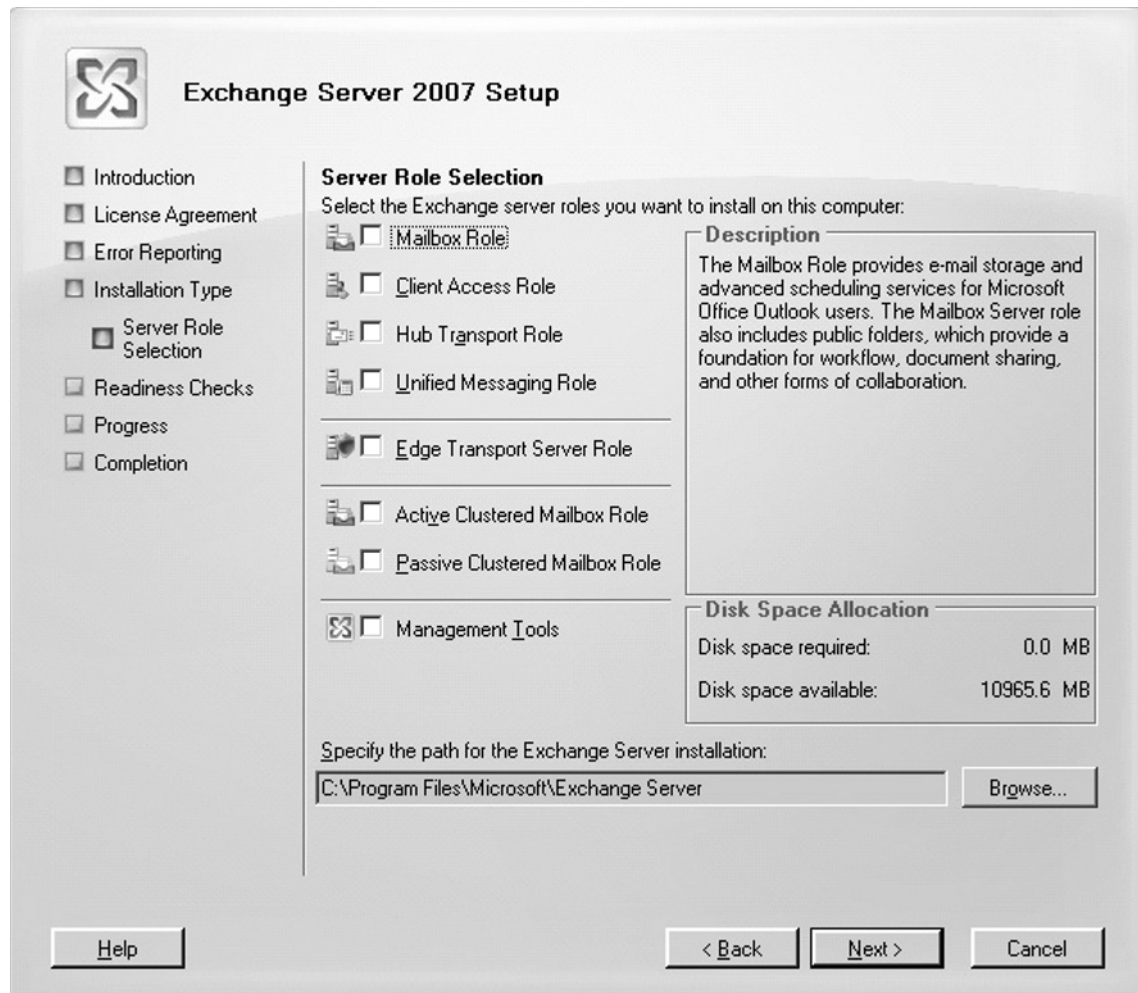 Exchange Server 2007 Setup
Introduction
License Agreement
Error Reporting
Installation Type
Server Role
Selection
Readiness Checks
Progress
Completion
Server Role Selection
Select the Exchange server roles you want to install on this computer:
Mailbox Role
Client Access Role
Hub Transport Role
Unified Messaging Role
Edge Transport Server Role
Active Clustered Mailbox Role
Passive Clustered Mailbox Role
Management Tools
Description
The Mailbox Role provides e-mail storage and
advanced scheduling services for Microsoft
Office Outlook users. The Mailbox Server role
also includes public folders, which provide a
foundation for workflow, document sharing,
and other forms of collaboration.
Disk Space Allocation
Disk space required: 0.0 MB
Disk space available: 10965.6 MB
Specify the path for the Exchange Server installation:
C:\Program Files\Microsoft\Exchange Server
Browse...
Help
< Back
Next >
Cancel